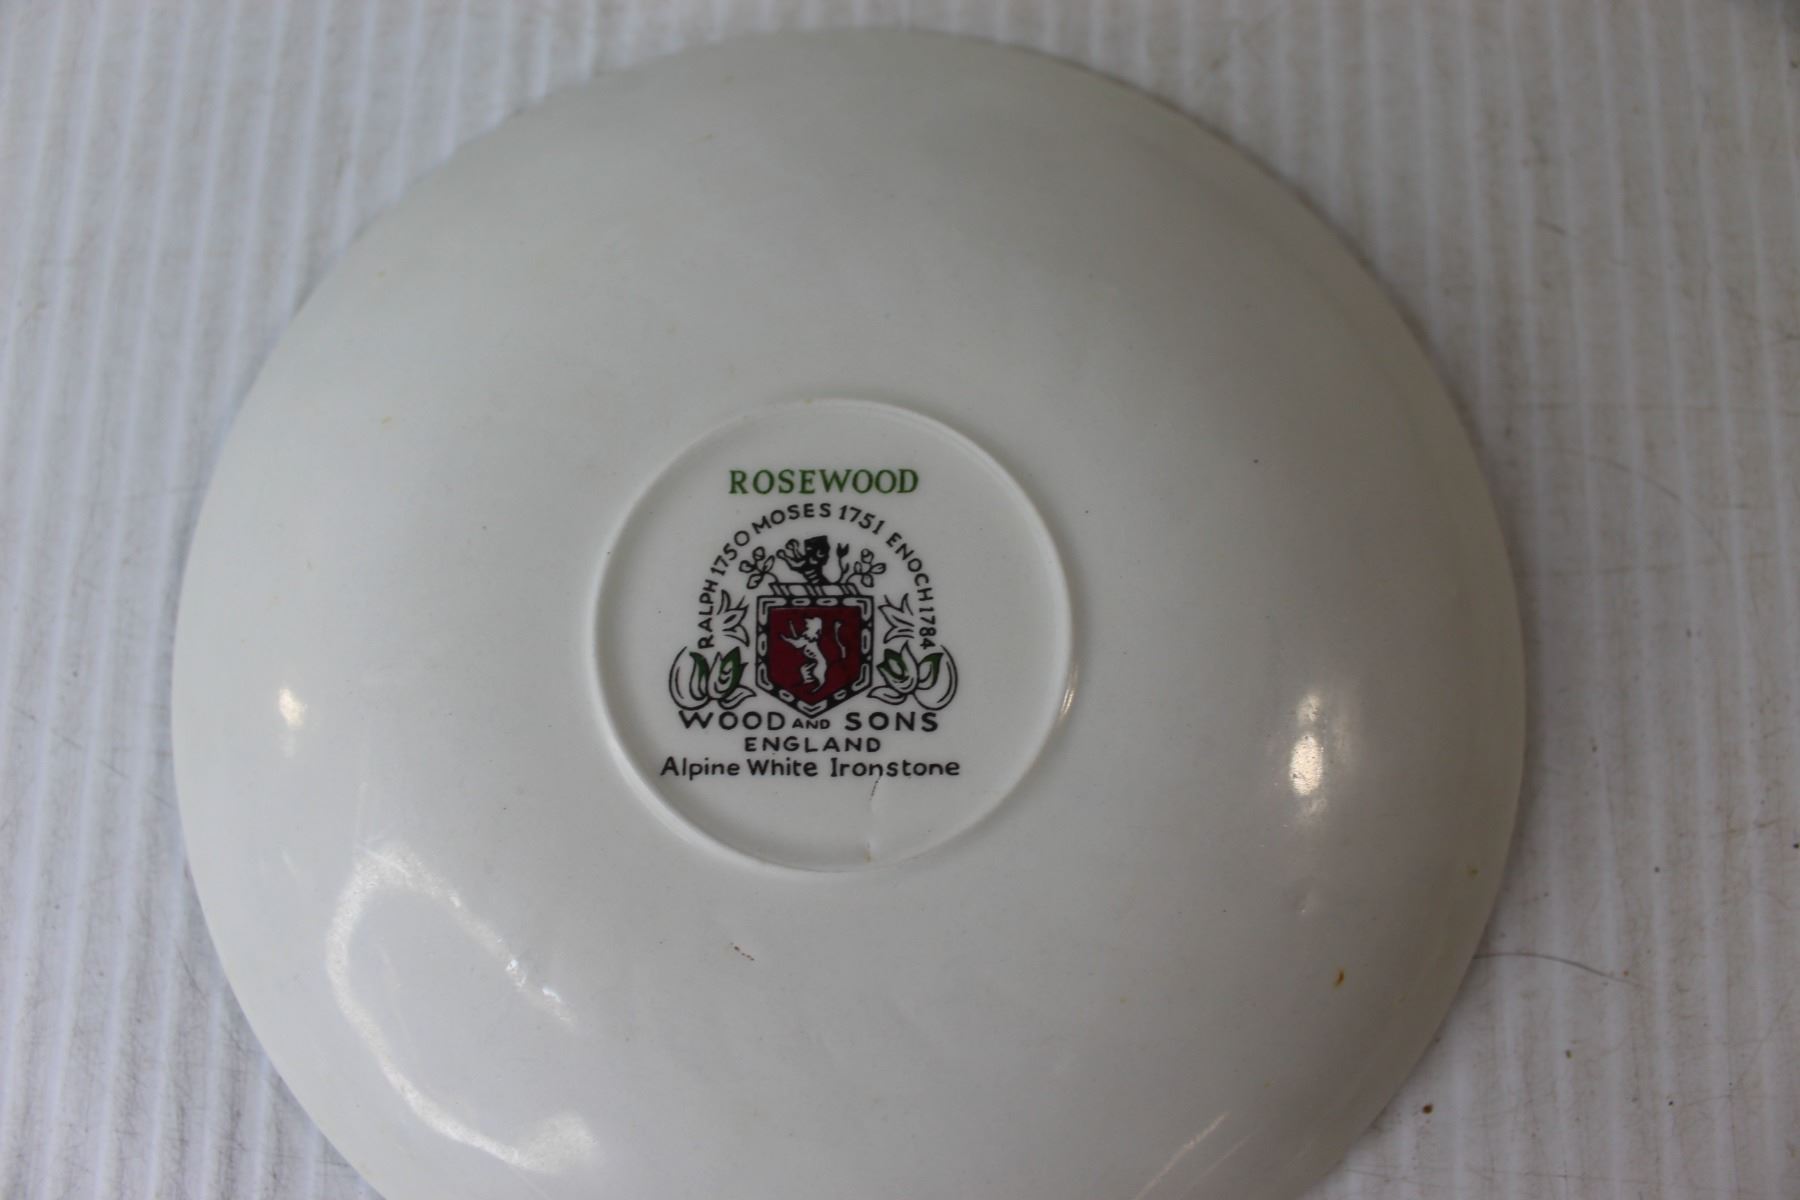 ROSEWOOD
RALPH 1750 MOSES 1751 ENOCH 1784
WOOD AND SONS
ENGLAND
Alpine White Ironstone